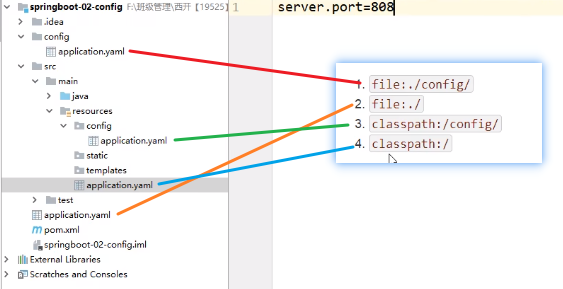 springboot-02-config F:\班级管理\西开【19525】
.idea
config
application.yaml
src
main
java
resources
config
application.yaml
static
templates
application.yaml
test
application.yaml
pom.xml
springboot-02-config.iml
External Libraries
Scratches and Consoles
1 server.port=808
1. file:./config/
2. file:./
3. classpath:/config/
4. classpath:/